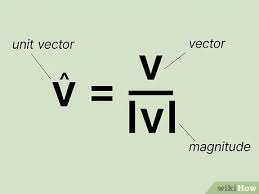 unit vector
vector
v̂ = v
|v|
magnitude
wikiHow